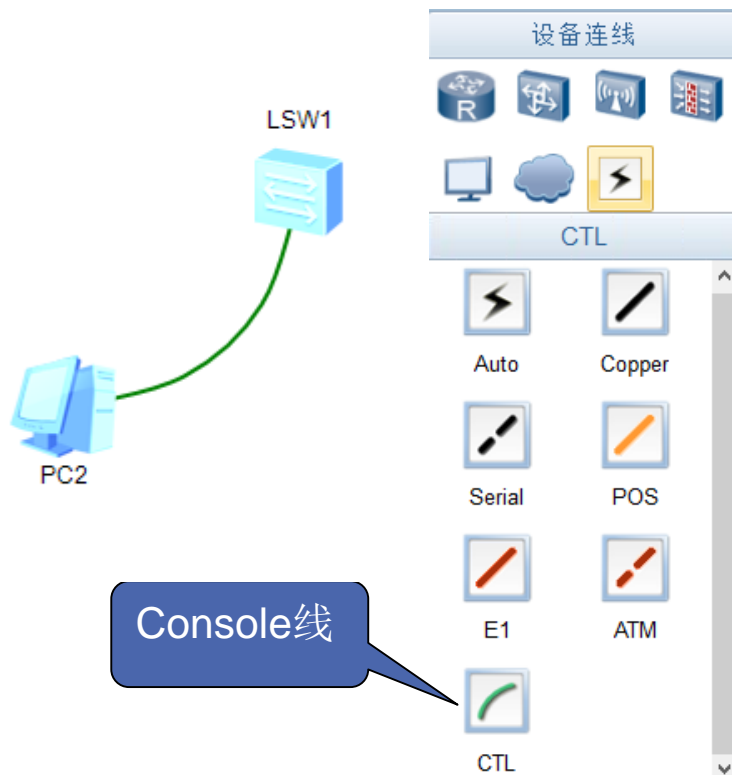 设备连线
LSW1
R
CTL
Auto
Copper
PC2
Serial
POS
Console线
E1
ATM
CTL